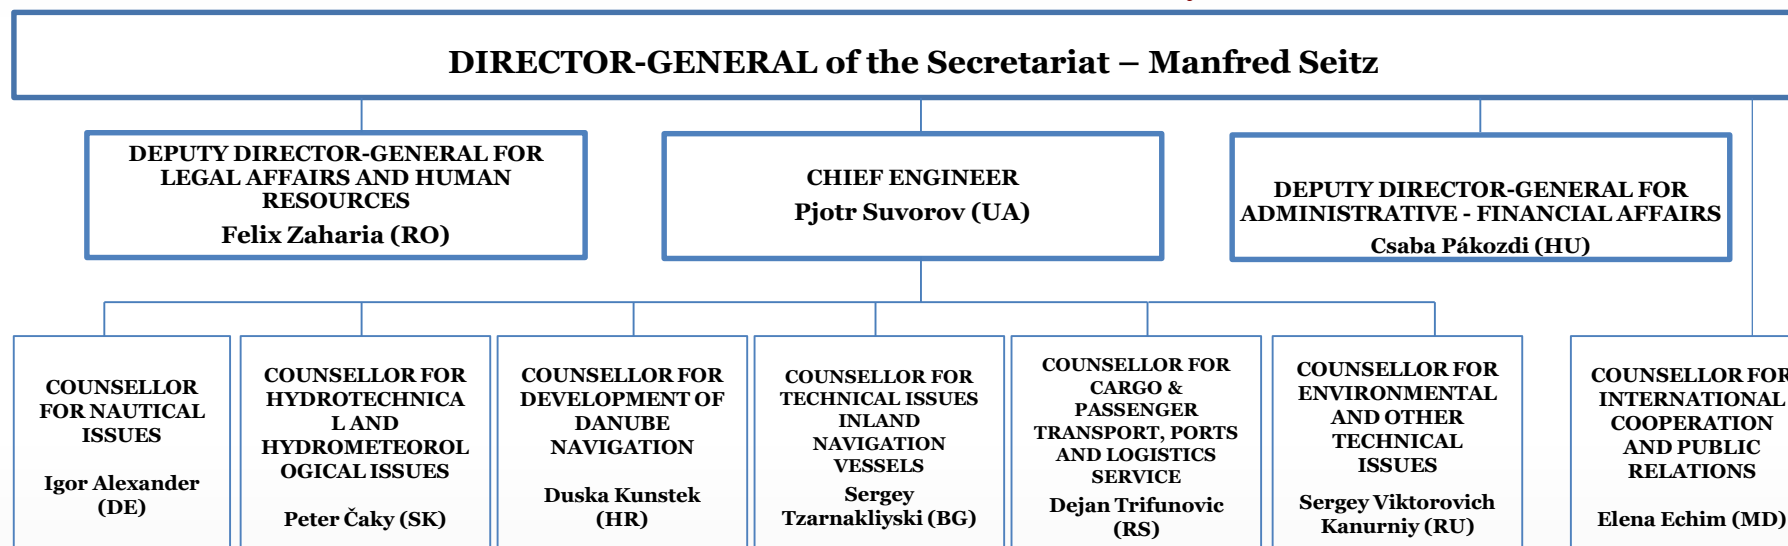 DIRECTOR-GENERAL of the Secretariat – Manfred Seitz
DEPUTY DIRECTOR-GENERAL FOR
LEGAL AFFAIRS AND HUMAN
RESOURCES
Felix Zaharia (RO)
CHIEF ENGINEER
Pjotr Suvorov (UA)
DEPUTY DIRECTOR-GENERAL FOR
ADMINISTRATIVE - FINANCIAL AFFAIRS
Csaba Pákozdi (HU)
COUNSELLOR
FOR NAUTICAL
ISSUES
Igor Alexander
(DE)
COUNSELLOR FOR
HYDROTECHNICA
L AND
HYDROMETEOROL
OGICAL ISSUES
Peter Čaky (SK)
COUNSELLOR FOR
DEVELOPMENT OF
DANUBE
NAVIGATION
Duska Kunstek
(HR)
COUNSELLOR FOR
TECHNICAL ISSUES
INLAND
NAVIGATION
VESSELS
Sergey
Tzarnakliyski (BG)
COUNSELLOR FOR
CARGO &
PASSENGER
TRANSPORT, PORTS
AND LOGISTICS
SERVICE
Dejan Trifunovic
(RS)
COUNSELLOR FOR
ENVIRONMENTAL
AND OTHER
TECHNICAL
ISSUES
Sergey Viktorovich
Kanurniy (RU)
COUNSELLOR FOR
INTERNATIONAL
COOPERATION
AND PUBLIC
RELATIONS
Elena Echim (MD)